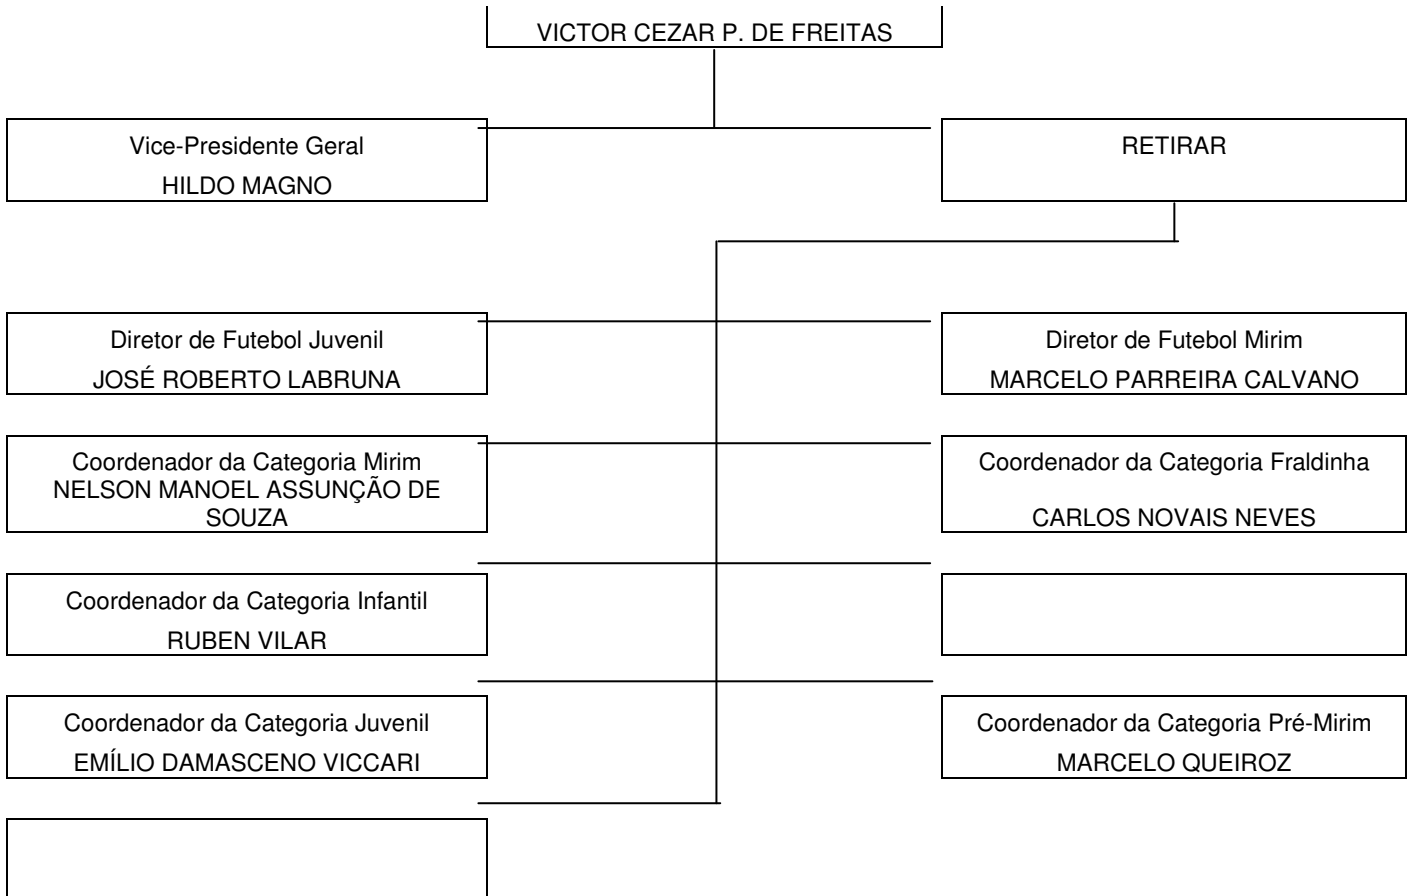 VICTOR CEZAR P. DE FREITAS
Vice-Presidente Geral
HILDO MAGNO
RETIRAR
Diretor de Futebol Juvenil
JOSÉ ROBERTO LABRUNA
Diretor de Futebol Mirim
MARCELO PARREIRA CALVANO
Coordenador da Categoria Mirim
NELSON MANOEL ASSUNÇÃO DE
SOUZA
Coordenador da Categoria Fraldinha
CARLOS NOVAIS NEVES
Coordenador da Categoria Infantil
RUBEN VILAR
Coordenador da Categoria Juvenil
EMÍLIO DAMASCENO VICCARI
Coordenador da Categoria Pré-Mirim
MARCELO QUEIROZ